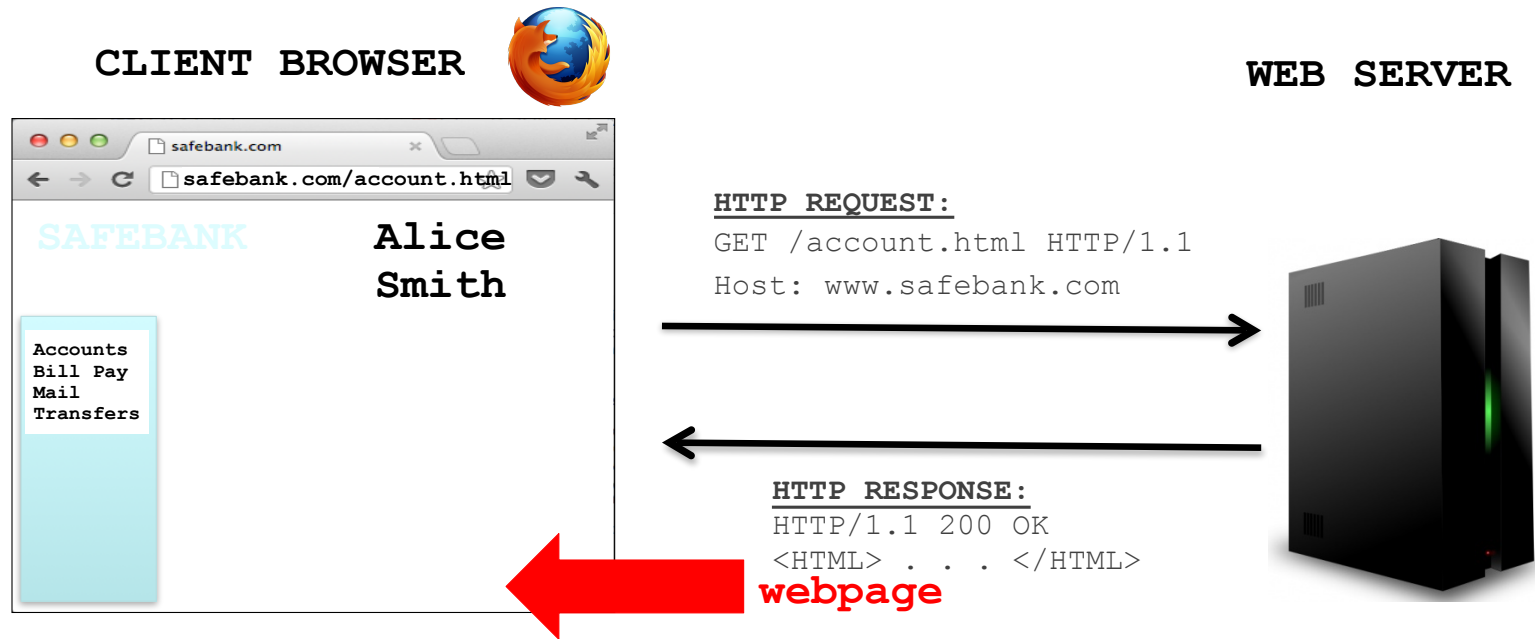 CLIENT BROWSER
WEB SERVER
safebank.com
safebank.com/account.html
SAFEBANK
Alice
Smith
Accounts
Bill Pay
Mail
Transfers
HTTP REQUEST:
GET /account.html HTTP/1.1
Host: www.safebank.com
HTTP RESPONSE:
HTTP/1.1 200 OK
<HTML> . . . </HTML>
webpage